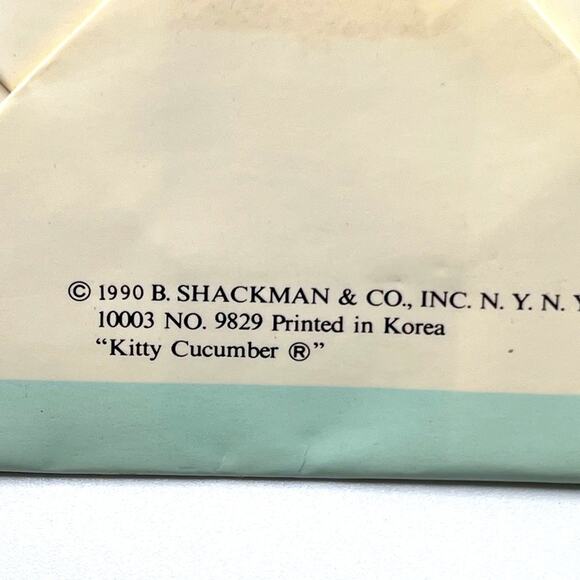 © 1990 B. SHACKMAN & CO., INC. N. Y. N. Y
10003 NO. 9829 Printed in Korea
"Kitty Cucumber ®"